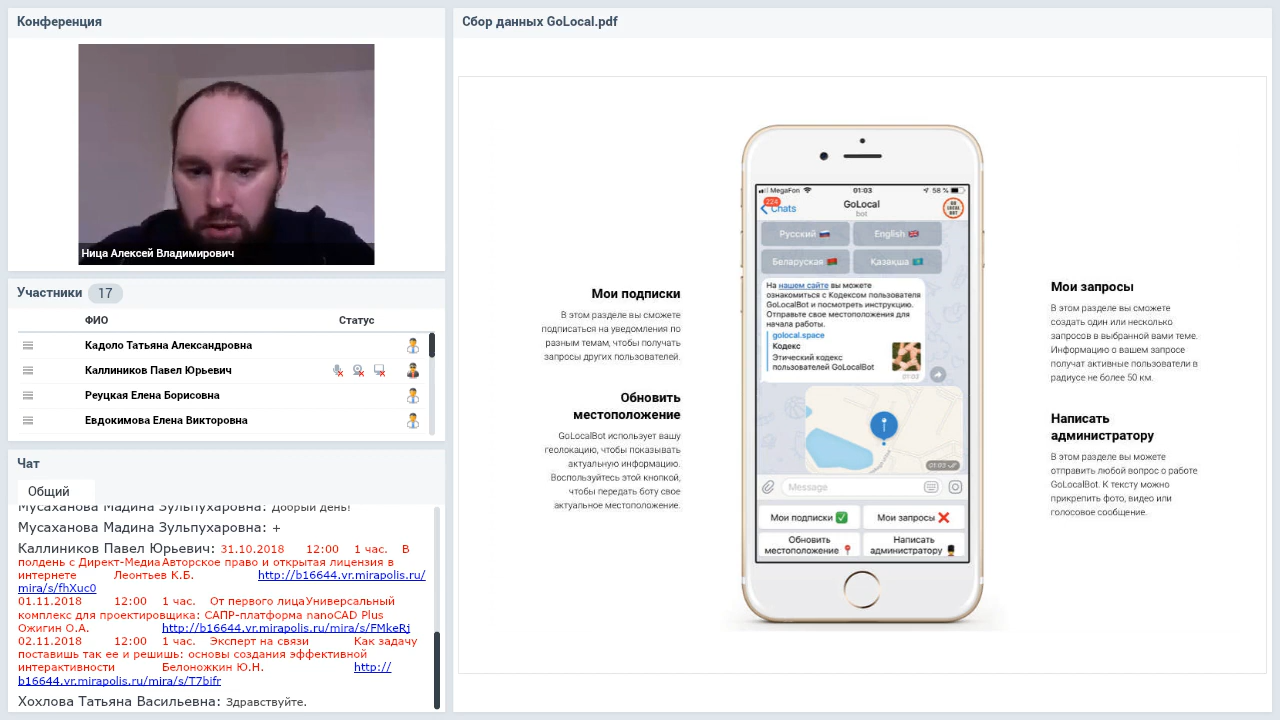 Конференция
Ница Алексей Владимирович
Участники 17
ФИО Статус
Кадоло Татьяна Александровна
Каллиников Павел Юрьевич
Реуцкая Елена Борисовна
Евдокимова Елена Викторовна
Чат
Общий
Мусаханова Мадина Зульпухаровна: Добрый день!
Мусаханова Мадина Зульпухаровна: +
Каллиников Павел Юрьевич: 31.10.2018 12:00 1 час. В
полдень с Директ-МедиаАвторское право и открытая лицензия в
интернете Леонтьев К.Б. http://b16644.vr.mirapolis.ru/
mira/s/fhXuc0
01.11.2018 12:00 1 час. От первого лицаУниверсальный
комплекс для проектировщика: САПР-платформа nanoCAD Plus
Ожигин О.А. http://b16644.vr.mirapolis.ru/mira/s/FMkeRj
02.11.2018 12:00 1 час. Эксперт на связи Как задачу
поставишь так ее и решишь: основы создания эффективной
интерактивности Белоножкин Ю.Н. http://
b16644.vr.mirapolis.ru/mira/s/T7bifr
Хохлова Татьяна Васильевна: Здравствуйте.
Сбор данных GoLocal.pdf
Мои подписки
В этом разделе вы сможете
подписаться на уведомления по
разным темам, чтобы получать
запросы других пользователей.
Обновить
местоположение
GoLocalBot использует вашу
геолокацию, чтобы показывать
актуальную информацию.
Воспользуйтесь этой кнопкой,
чтобы передать боту свое
актуальное местоположение.
MegaFon 01:03 58 %
224
Chats
GoLocal
bot
GO
LOCAL
BOT
Русский English
Беларуская Қазақша
На нашем сайте вы можете
ознакомиться с Кодексом пользователя
GoLocalBot и посмотреть инструкцию.
Отправьте свое местоположения для
начала работы.
golocal.space
Кодекс
Этический кодекс
пользователей GoLocalBot
01:03
01:03
Message
Мои подписки Мои запросы
Обновить
местоположение
Написать
администратору
Мои запросы
В этом разделе вы сможете
создать один или несколько
запросов в выбранной вами теме.
Информацию о вашем запросе
получат активные пользователи в
радиусе не более 50 км.
Написать
администратору
В этом разделе вы можете
отправить любой вопрос о работе
GoLocalBot. К тексту можно
прикрепить фото, видео или
голосовое сообщение.